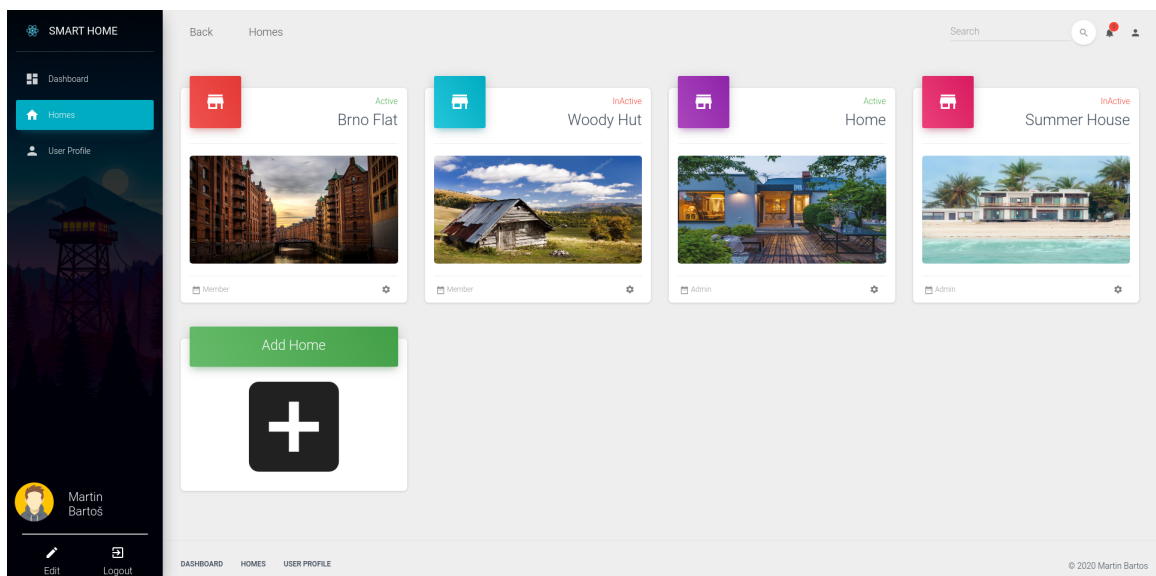 SMART HOME
Back
Homes
Search
Dashboard
Homes
User Profile
Active
Brno Flat
InActive
Woody Hut
Active
Home
InActive
Summer House
Member
Member
Admin
Admin
Add Home
Martin
Bartoš
Edit
Logout
DASHBOARD
HOMES
USER PROFILE
© 2020 Martin Bartos